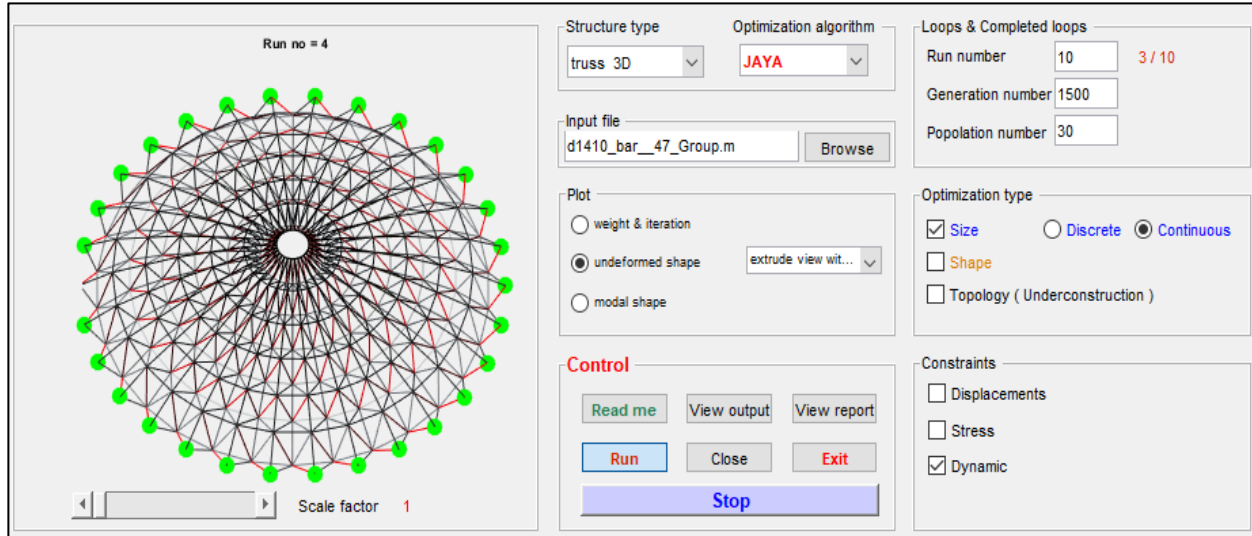 Run no = 4
Scale factor 1
Structure type
truss 3D
Optimization algorithm
JAYA
Input file
d1410_bar__47_Group.m
Browse
Plot
weight & iteration
undeformed shape
extrude view wit...
modal shape
Control
Read me
View output
View report
Run
Close
Exit
Stop
Loops & Completed loops
Run number 10 3 / 10
Generation number 1500
Popolation number 30
Optimization type
Size
Discrete
Continuous
Shape
Topology ( Underconstruction )
Constraints
Displacements
Stress
Dynamic